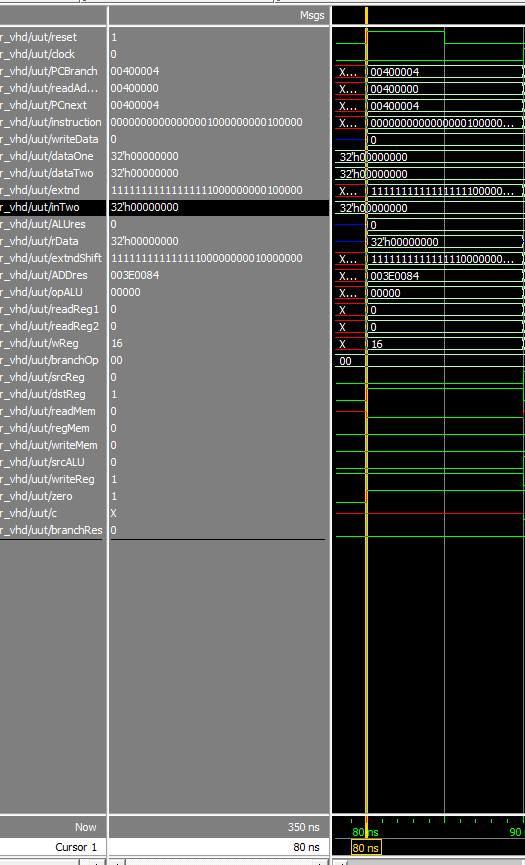 Msgs
r_vhd/uut/reset 1
r_vhd/uut/clock 0
r_vhd/uut/PCBranch 00400004 X... 00400004
r_vhd/uut/readAd... 00400000 X... 00400000
r_vhd/uut/PCnext 00400004 X... 00400004
r_vhd/uut/instruction 00000000000000001000000000100000 X... 0000000000000000100000...
r_vhd/uut/writeData 0 0
r_vhd/uut/dataOne 32'h00000000 32'h00000000
r_vhd/uut/dataTwo 32'h00000000 32'h00000000
r_vhd/uut/extnd 11111111111111111000000000100000 X... 1111111111111111100000...
r_vhd/uut/inTwo 32'h00000000 32'h00000000
r_vhd/uut/ALUres 0 0
r_vhd/uut/rData 32'h00000000 32'h00000000
r_vhd/uut/extndShift 11111111111111100000000010000000 X... 1111111111111110000000...
r_vhd/uut/ADDres 003E0084 X... 003E0084
r_vhd/uut/opALU 00000 X... 00000
r_vhd/uut/readReg1 0 X 0
r_vhd/uut/readReg2 0 X 0
r_vhd/uut/wReg 16 X 16
r_vhd/uut/branchOp 00 00
r_vhd/uut/srcReg 0
r_vhd/uut/dstReg 1
r_vhd/uut/readMem 0
r_vhd/uut/regMem 0
r_vhd/uut/writeMem 0
r_vhd/uut/srcALU 0
r_vhd/uut/writeReg 1
r_vhd/uut/zero 1
r_vhd/uut/c X
r_vhd/uut/branchRes 0
Now 350 ns 80 ns 90
Cursor 1 80 ns 80 ns